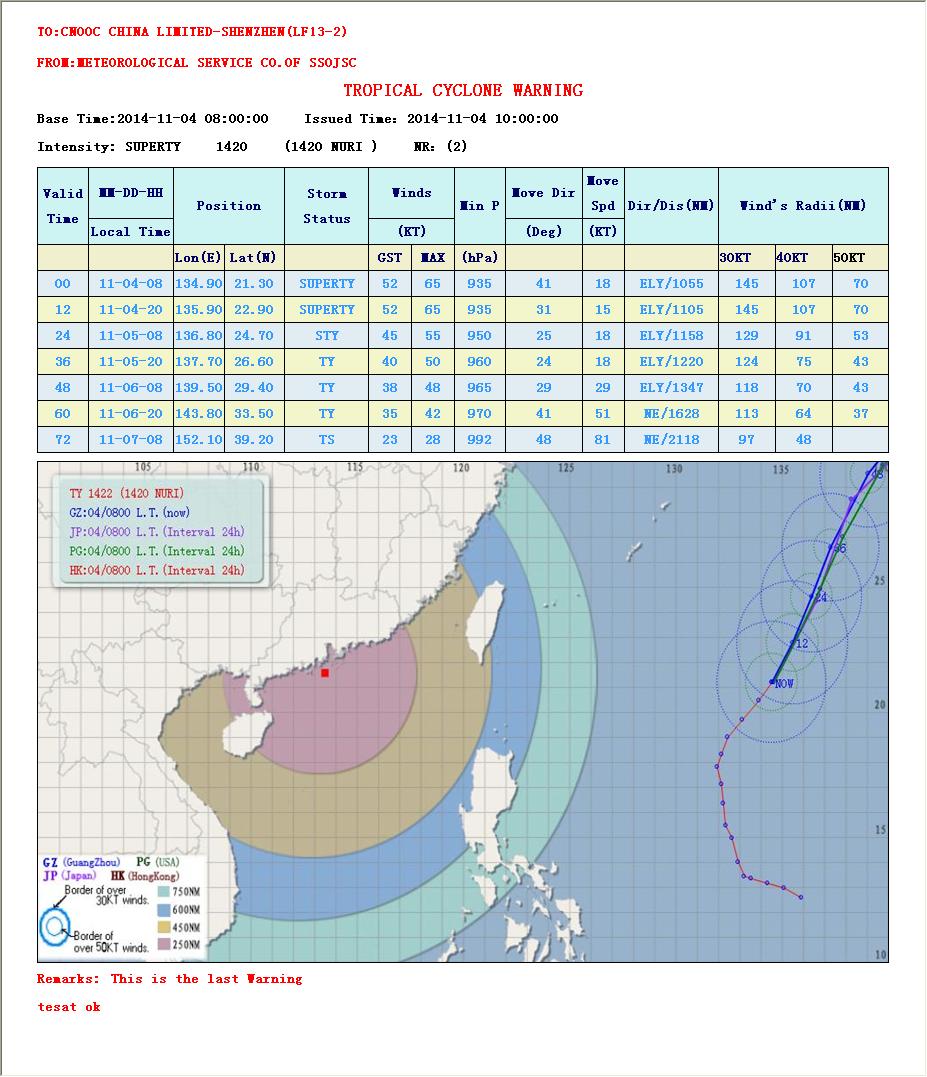 TO:CNOOC CHINA LIMITED-SHENZHEN(LF13-2)
FROM:METEOROLOGICAL SERVICE CO.OF SSOJSC
TROPICAL CYCLONE WARNING
Base Time:2014-11-04 08:00:00 Issued Time: 2014-11-04 10:00:00
Intensity: SUPERTY 1420 (1420 NURI ) NR: (2)
Valid Time MM-DD-HH Local Time Position Storm Status Winds (KT) Min P Move Dir (Deg) Move Spd (KT) Dir/Dis(NM) Wind's Radii(NM)
Lon(E) Lat(N) GST MAX (hPa) 30KT 40KT 50KT
00 11-04-08 134.90 21.30 SUPERTY 52 65 935 41 18 ELY/1055 145 107 70
12 11-04-20 135.90 22.90 SUPERTY 52 65 935 31 15 ELY/1105 145 107 70
24 11-05-08 136.80 24.70 STY 45 55 950 25 18 ELY/1158 129 91 53
36 11-05-20 137.70 26.60 TY 40 50 960 24 18 ELY/1220 124 75 43
48 11-06-08 139.50 29.40 TY 38 48 965 29 29 ELY/1347 118 70 43
60 11-06-20 143.80 33.50 TY 35 42 970 41 51 NE/1628 113 64 37
72 11-07-08 152.10 39.20 TS 23 28 992 48 81 NE/2118 97 48
105 110 115 120 125 130 135
TY 1422 (1420 NURI)
GZ:04/0800 L.T.(now)
JP:04/0800 L.T.(Interval 24h)
PG:04/0800 L.T.(Interval 24h)
HK:04/0800 L.T.(Interval 24h)
48
36
25
24
12
NOW
20
15
10
GZ (GuangZhou) PG (USA)
JP (Japan) HK (HongKong)
Border of over 30KT winds.
Border of over 50KT winds.
750NM
600NM
450NM
250NM
Remarks: This is the last Warning
tesat ok